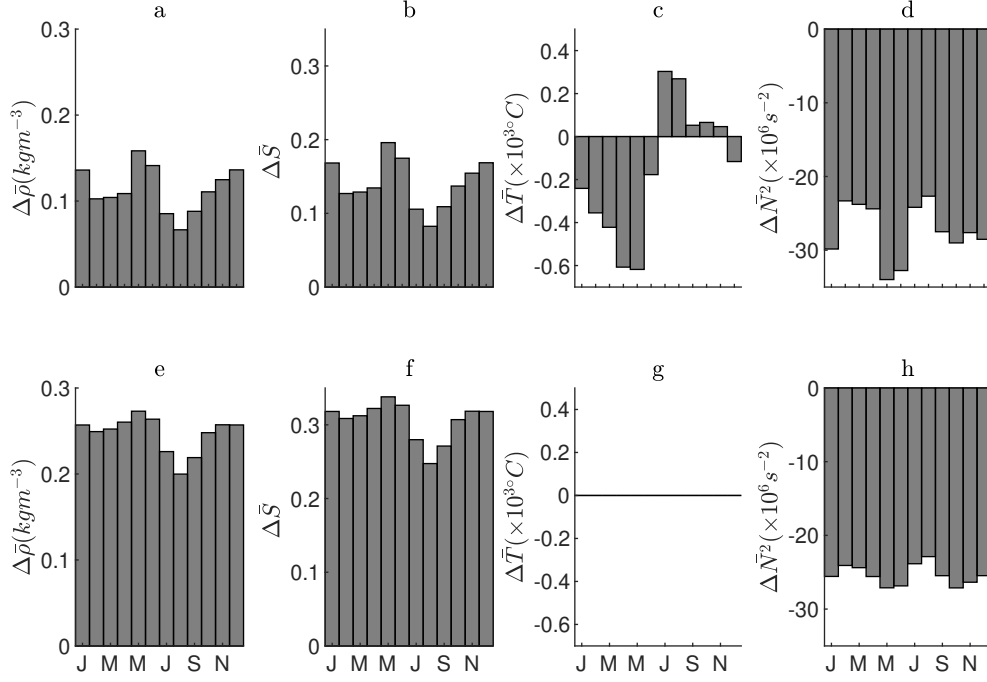 a
b
c
d
0.3
0.2
0.1
0
Δρ̄(kgm⁻³)
0.3
0.2
0.1
0
ΔS̄
0.4
0.2
0
-0.2
-0.4
-0.6
ΔT̄(×10³°C)
0
-10
-20
-30
ΔN̄²(×10⁶s⁻²)
e
f
g
h
0.3
0.2
0.1
0
Δρ̄(kgm⁻³)
J M M J S N
0.3
0.2
0.1
0
ΔS̄
J M M J S N
0.4
0.2
0
-0.2
-0.4
-0.6
ΔT̄(×10³°C)
J M M J S N
0
-10
-20
-30
ΔN̄²(×10⁶s⁻²)
J M M J S N